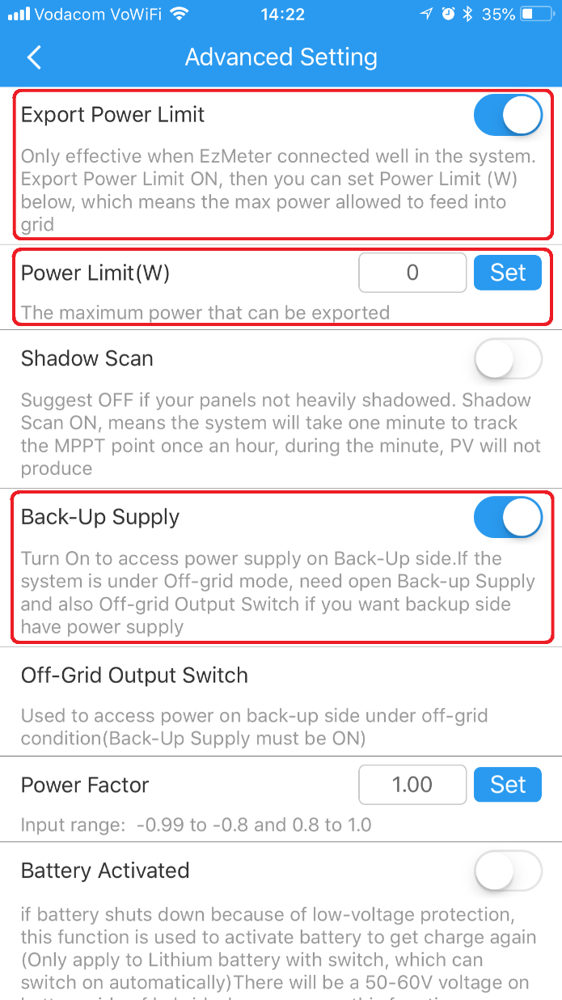 Vodacom VoWiFi 14:22 35%
Advanced Setting
Export Power Limit
Only effective when EzMeter connected well in the system.
Export Power Limit ON, then you can set Power Limit (W)
below, which means the max power allowed to feed into
grid
Power Limit(W) 0 Set
The maximum power that can be exported
Shadow Scan
Suggest OFF if your panels not heavily shadowed. Shadow
Scan ON, means the system will take one minute to track
the MPPT point once an hour, during the minute, PV will not
produce
Back-Up Supply
Turn On to access power supply on Back-Up side.If the
system is under Off-grid mode, need open Back-up Supply
and also Off-grid Output Switch if you want backup side
have power supply
Off-Grid Output Switch
Used to access power on back-up side under off-grid
condition(Back-Up Supply must be ON)
Power Factor 1.00 Set
Input range: -0.99 to -0.8 and 0.8 to 1.0
Battery Activated
if battery shuts down because of low-voltage protection,
this function is used to activate battery to get charge again
(Only apply to Lithium battery with switch, which can
switch on automatically)There will be a 50-60V voltage on